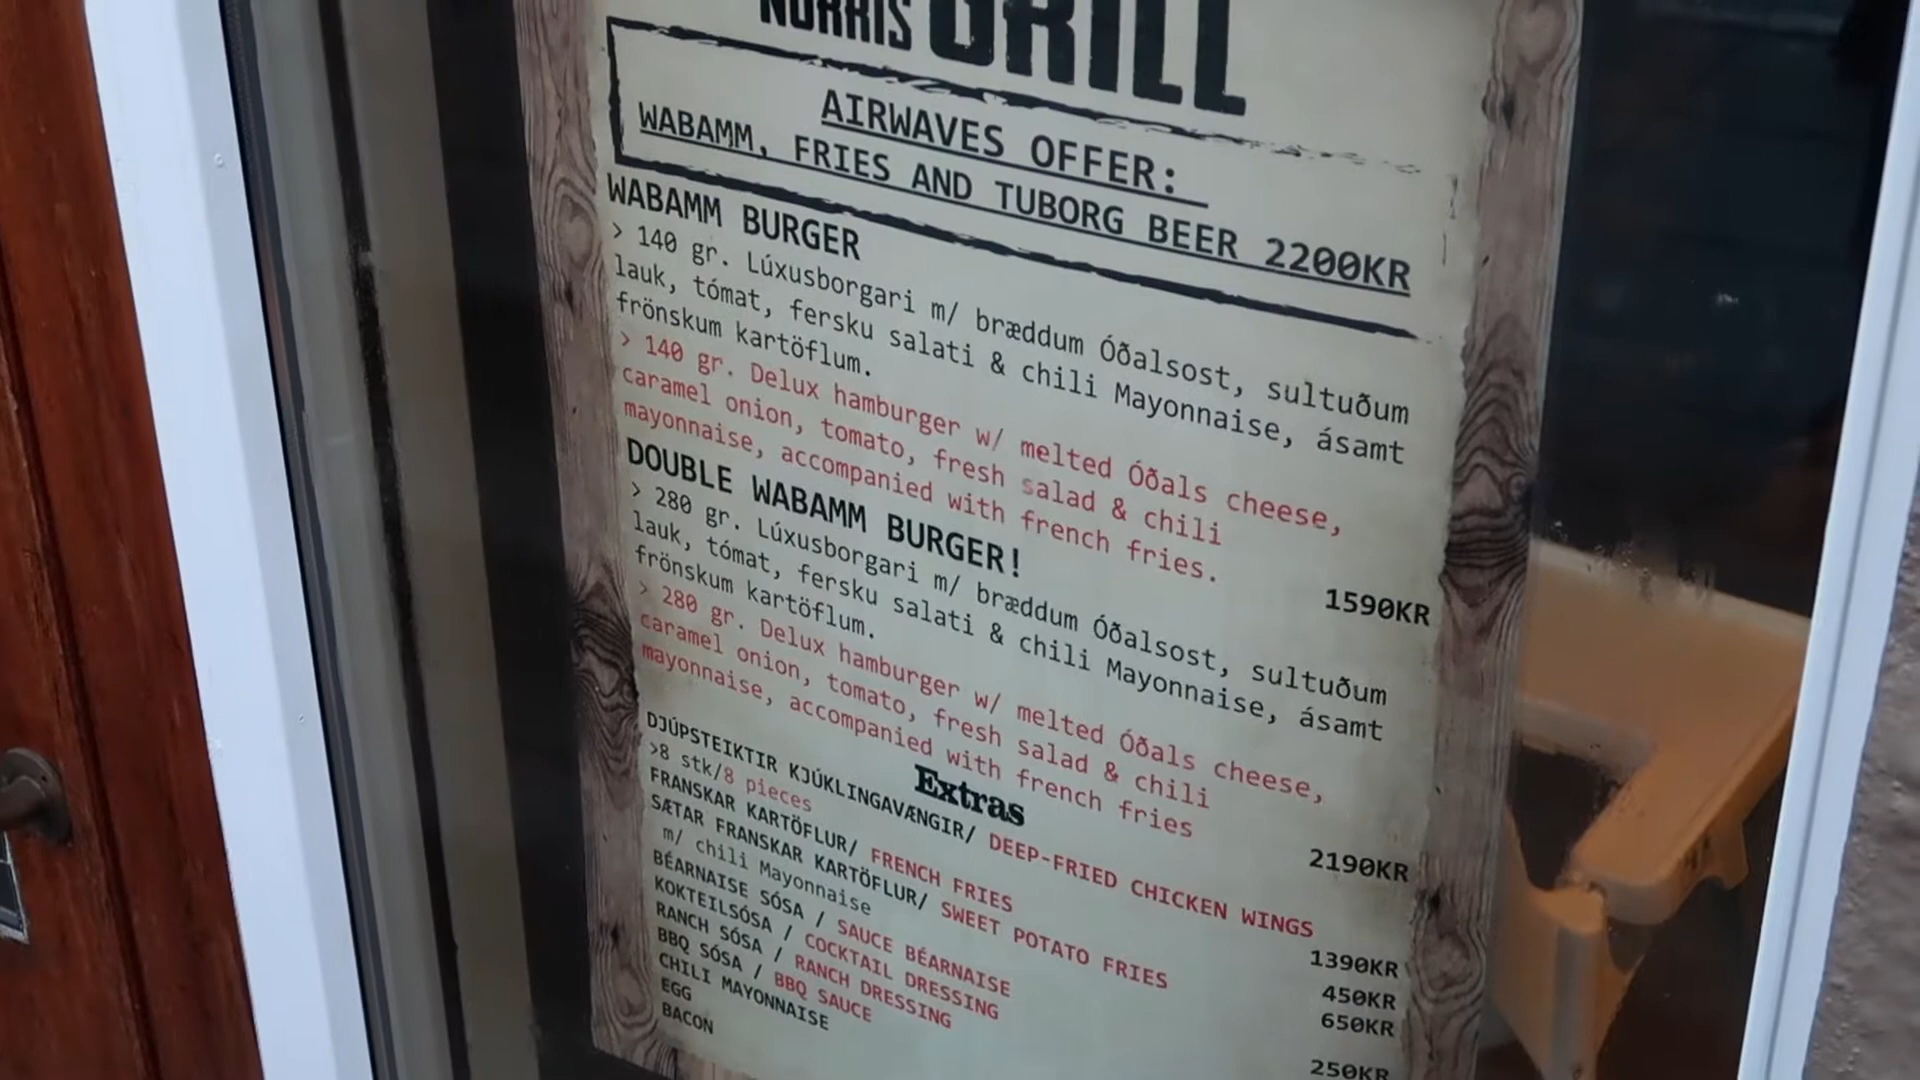 NORRIS GRILL
AIRWAVES OFFER:
WABAMM, FRIES AND TUBORG BEER 2200KR
WABAMM BURGER
> 140 gr. Lúxusborgari m/ bræddum Óðalsost, sultuðum
lauk, tómat, fersku salati & chili Mayonnaise, ásamt
frönskum kartöflum.
> 140 gr. Delux hamburger w/ melted Óðals cheese,
caramel onion, tomato, fresh salad & chili
mayonnaise, accompanied with french fries.
1590KR
DOUBLE WABAMM BURGER!
> 280 gr. Lúxusborgari m/ bræddum Óðalsost, sultuðum
lauk, tómat, fersku salati & chili Mayonnaise, ásamt
frönskum kartöflum.
> 280 gr. Delux hamburger w/ melted Óðals cheese,
caramel onion, tomato, fresh salad & chili
mayonnaise, accompanied with french fries
2190KR
Extras
DJÚPSTEIKTIR KJÚKLINGAVÆNGIR/ DEEP-FRIED CHICKEN WINGS
>8 stk/8 pieces 1390KR
FRANSKAR KARTÖFLUR/ FRENCH FRIES 450KR
SÆTAR FRANSKAR KARTÖFLUR/ SWEET POTATO FRIES 650KR
m/ chili Mayonnaise
BÉARNAISE SÓSA / SAUCE BÉARNAISE 250KR
KOKTEILSÓSA / COCKTAIL DRESSING
RANCH SÓSA / RANCH DRESSING
BBQ SÓSA / BBQ SAUCE
CHILI MAYONNAISE
EGG
BACON